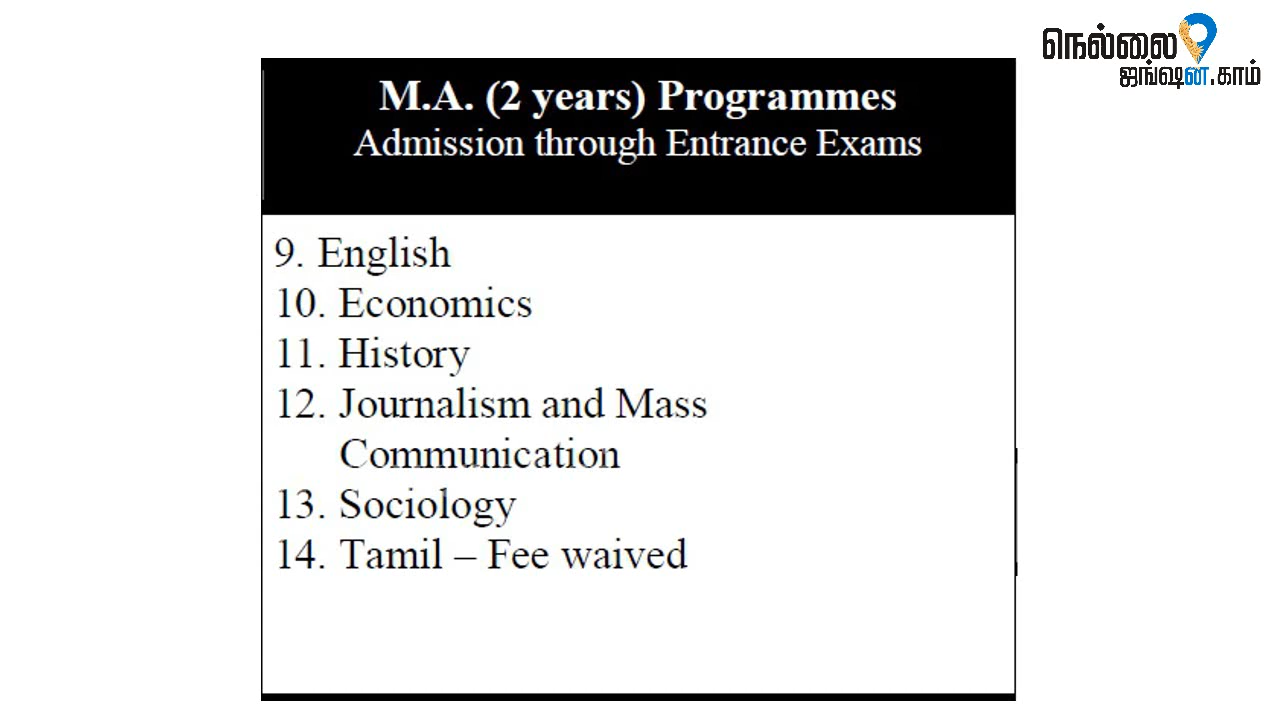 நெல்லை
ஜங்ஷன்.காம்
M.A. (2 years) Programmes
Admission through Entrance Exams
9. English
10. Economics
11. History
12. Journalism and Mass
Communication
13. Sociology
14. Tamil – Fee waived